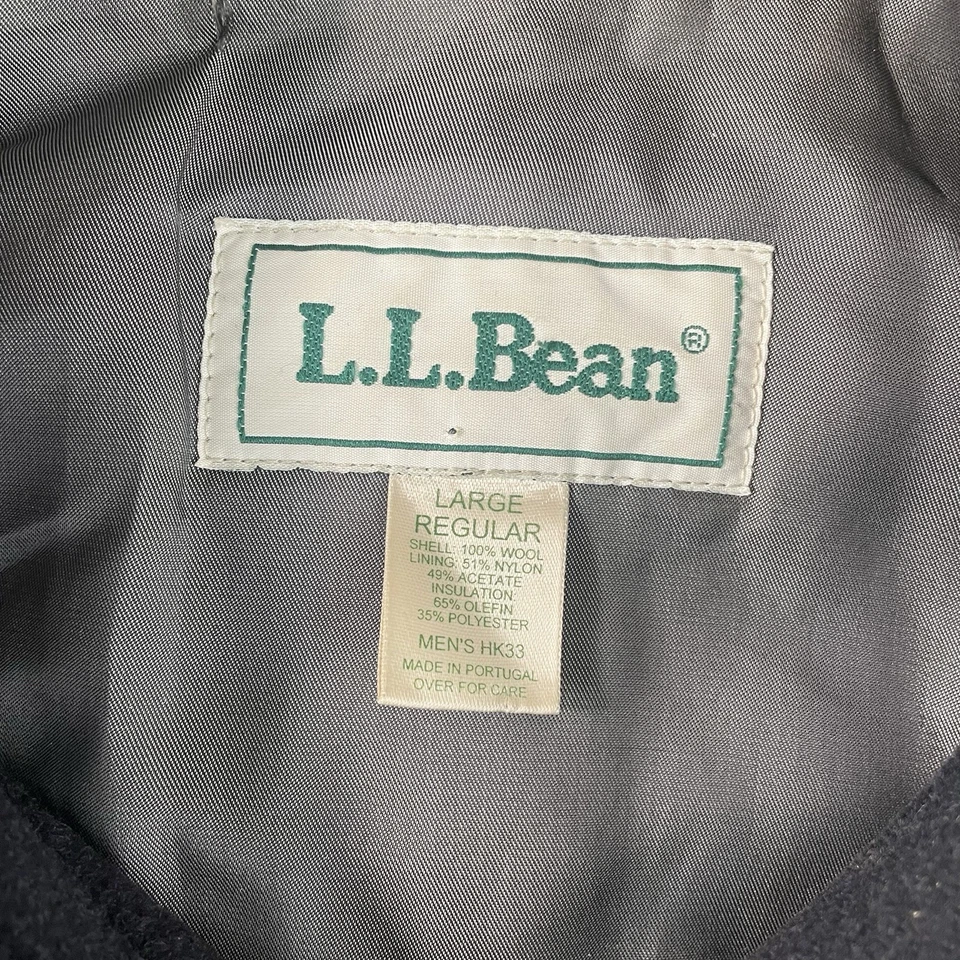 L.L.Bean®
LARGE
REGULAR
SHELL: 100% WOOL
LINING: 51% NYLON
49% ACETATE
INSULATION:
65% OLEFIN
35% POLYESTER
MEN'S HK33
MADE IN PORTUGAL
OVER FOR CARE